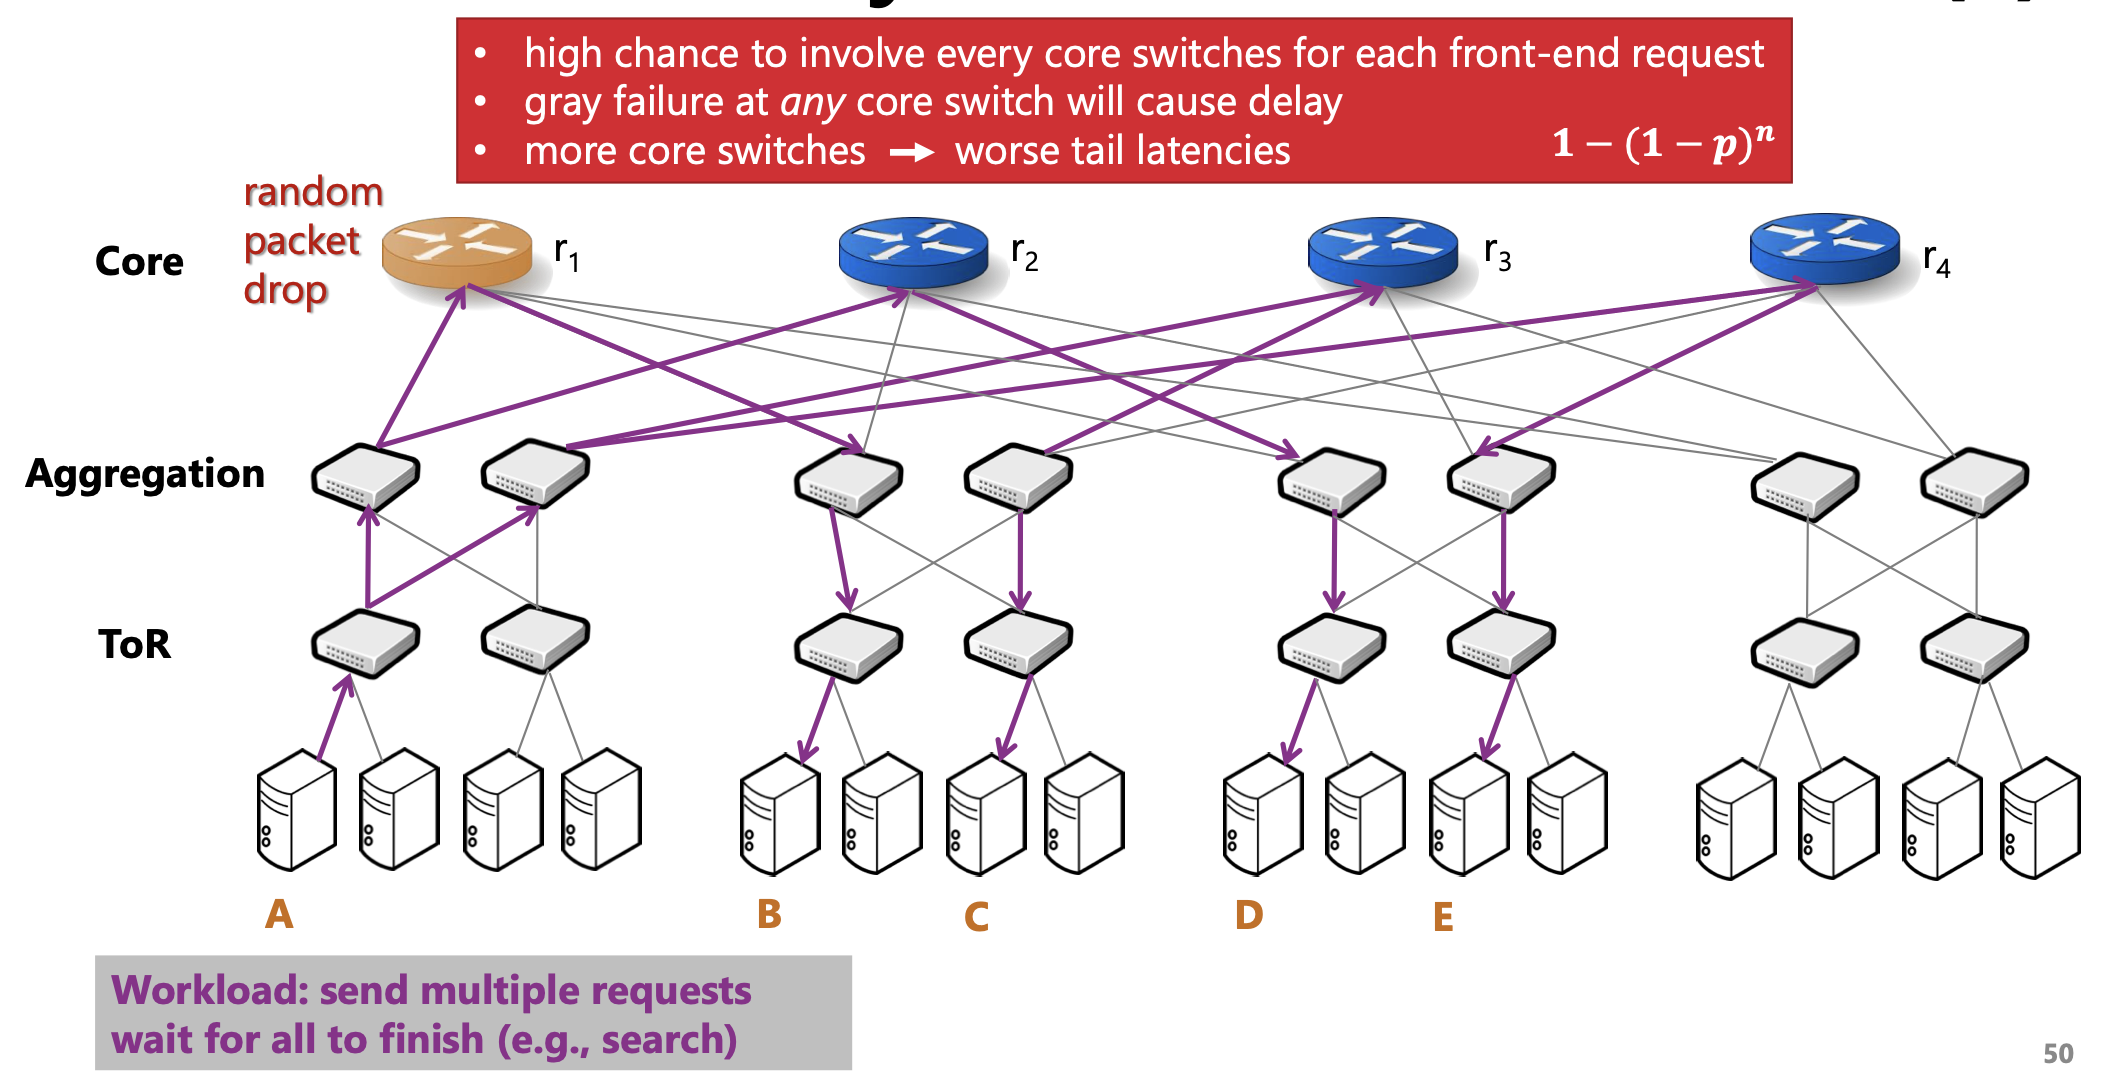 • high chance to involve every core switches for each front-end request
• gray failure at any core switch will cause delay
• more core switches → worse tail latencies
1 − (1 − p)ⁿ
random
packet
drop
Core
r₁
r₂
r₃
r₄
Aggregation
ToR
A
B
C
D
E
Workload: send multiple requests
wait for all to finish (e.g., search)
50